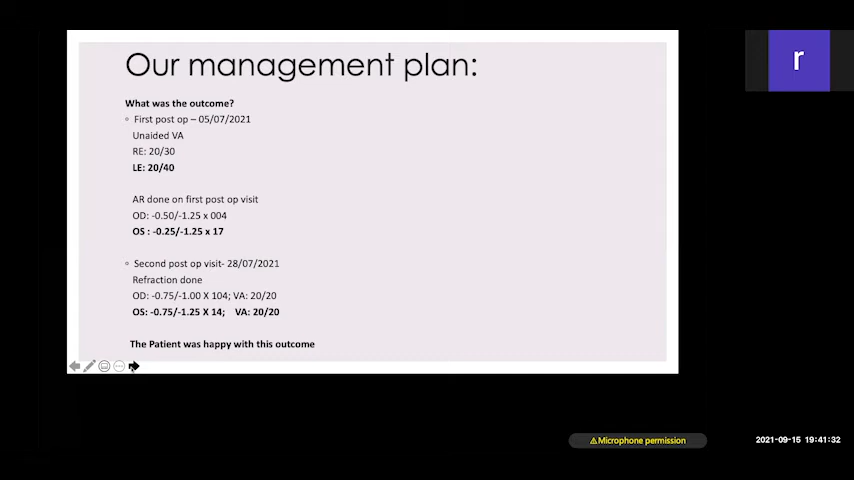 Our management plan:
What was the outcome?
First post op – 05/07/2021
Unaided VA
RE: 20/30
LE: 20/40
AR done on first post op visit
OD: -0.50/-1.25 x 004
OS : -0.25/-1.25 x 17
Second post op visit- 28/07/2021
Refraction done
OD: -0.75/-1.00 X 104; VA: 20/20
OS: -0.75/-1.25 X 14; VA: 20/20
The Patient was happy with this outcome
r
⚠Microphone permission
2021-09-15 19:41:32